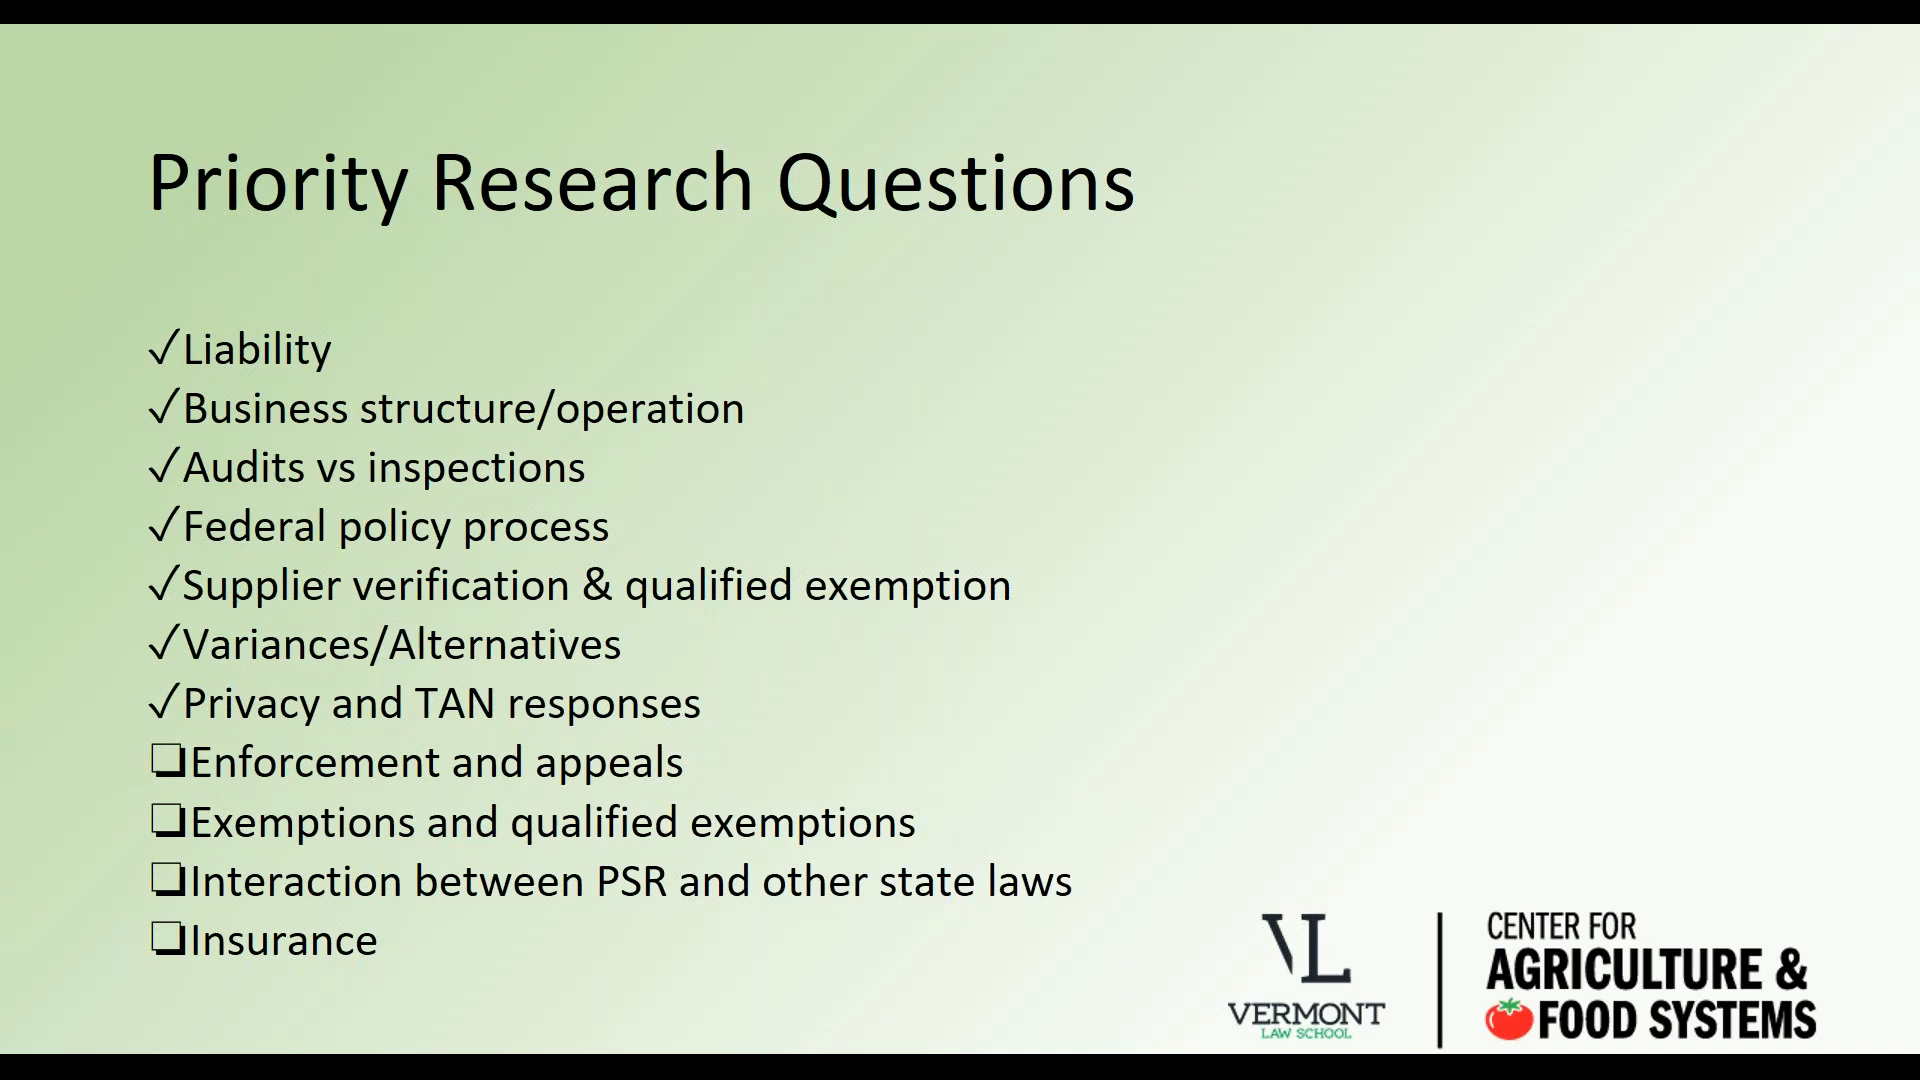 Priority Research Questions
✓Liability
✓Business structure/operation
✓Audits vs inspections
✓Federal policy process
✓Supplier verification & qualified exemption
✓Variances/Alternatives
✓Privacy and TAN responses
❏Enforcement and appeals
❏Exemptions and qualified exemptions
❏Interaction between PSR and other state laws
❏Insurance
VL
VERMONT
LAW SCHOOL
CENTER FOR
AGRICULTURE &
FOOD SYSTEMS